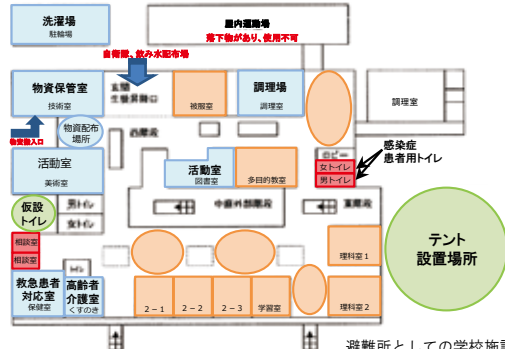 洗濯場
駐輪場
屋内運動場
落下物があり、使用不可
自衛隊、飲み水配布場
物資保管室
技術室
玄関
生徒昇降口
被服室
調理場
調理室
調理室
物資搬入口
物資配布
場所
西階段
活動室
美術室
活動室
図書室
多目的教室
ロビー
女トイレ
男トイレ
感染症
患者用トイレ
仮設
トイレ
男トイレ
女トイレ
中庭外部階段
東階段
相談室
相談室
理科室1
テント
設置場所
救急患者
対応室
保健室
高齢者
介護室
くすのき
2-1
2-2
2-3
学習室
理科室2
避難所としての学校施設